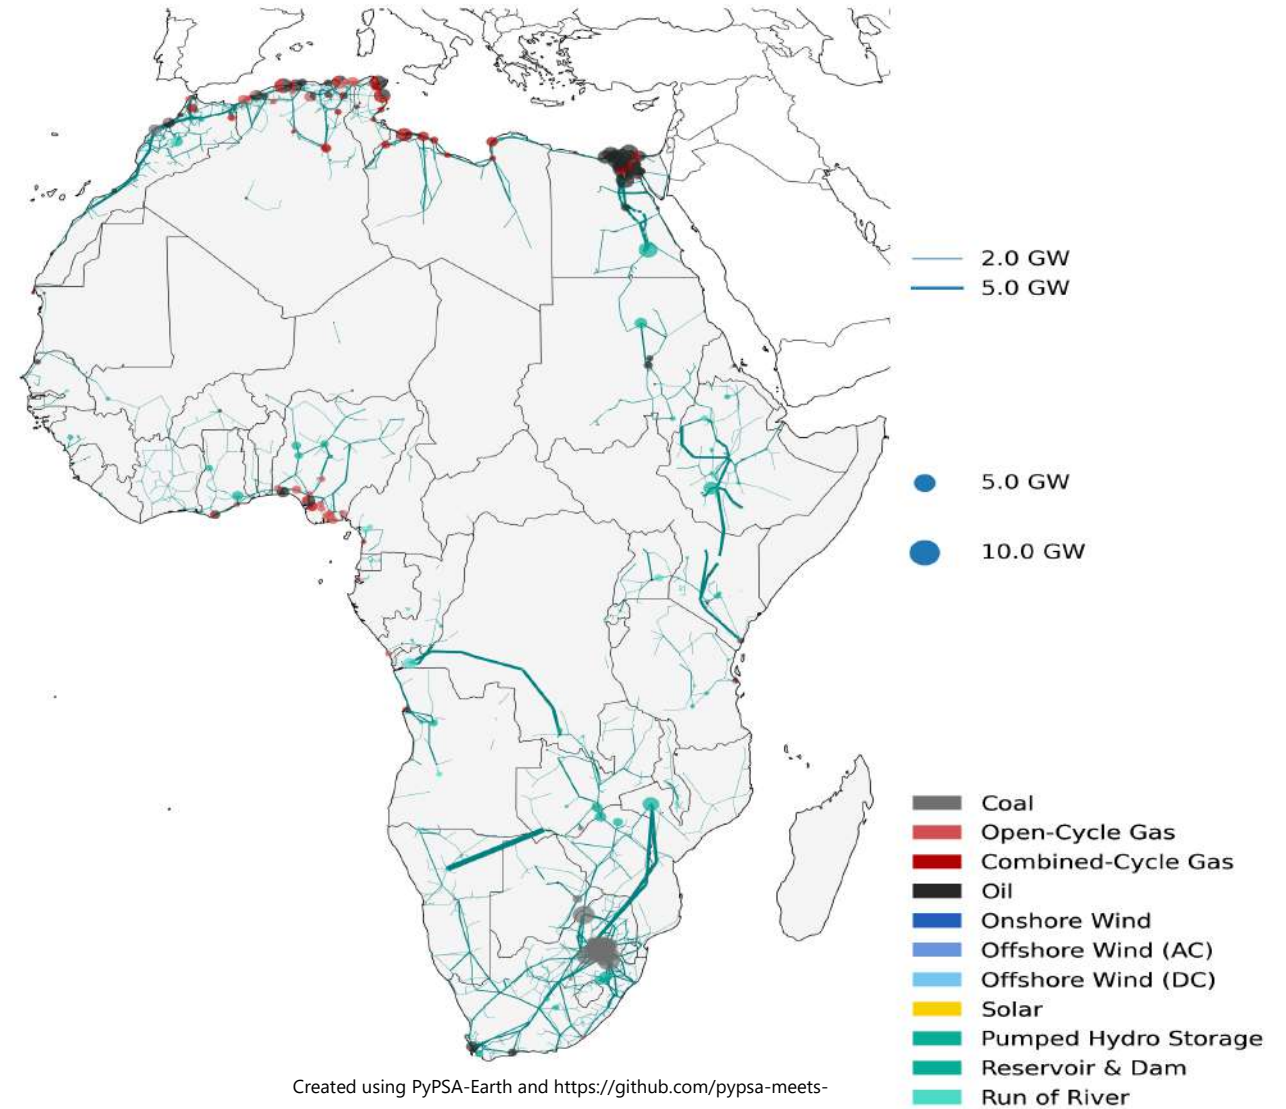 2.0 GW
5.0 GW
5.0 GW
10.0 GW
Coal
Open-Cycle Gas
Combined-Cycle Gas
Oil
Onshore Wind
Offshore Wind (AC)
Offshore Wind (DC)
Solar
Pumped Hydro Storage
Reservoir & Dam
Run of River
Created using PyPSA-Earth and https://github.com/pypsa-meets-